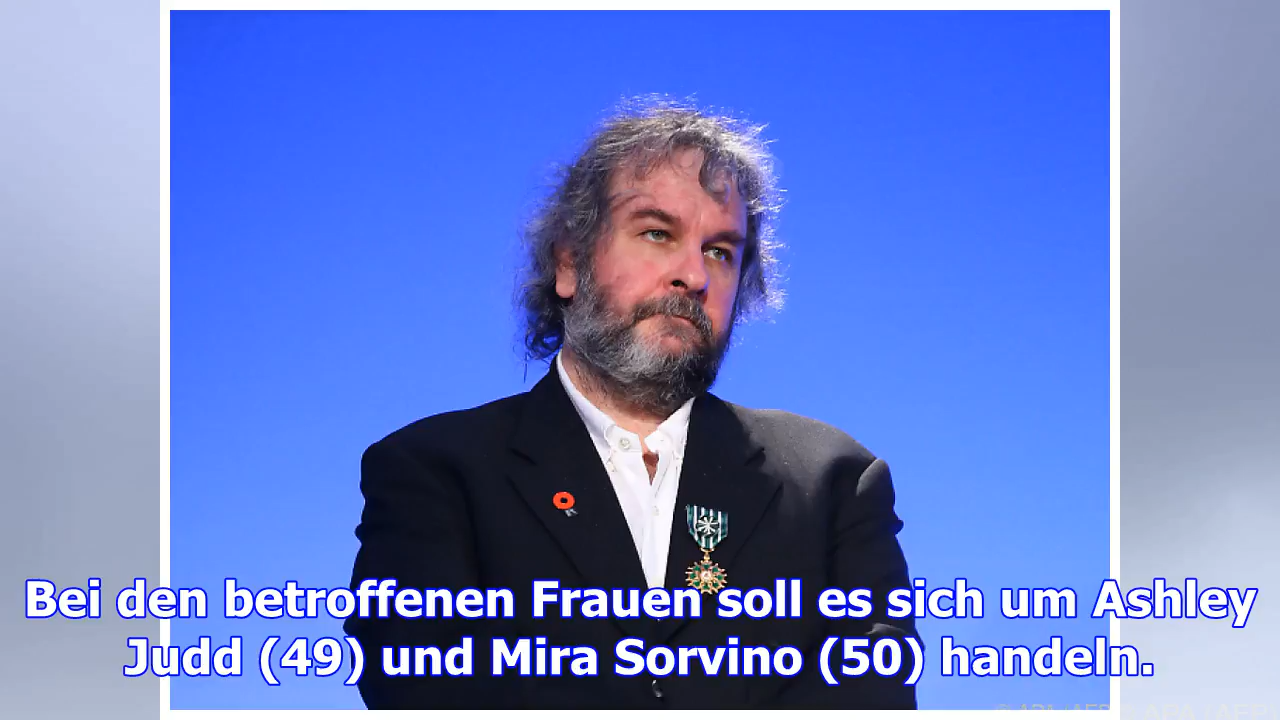 Bei den betroffenen Frauen soll es sich um Ashley
Judd (49) und Mira Sorvino (50) handeln.